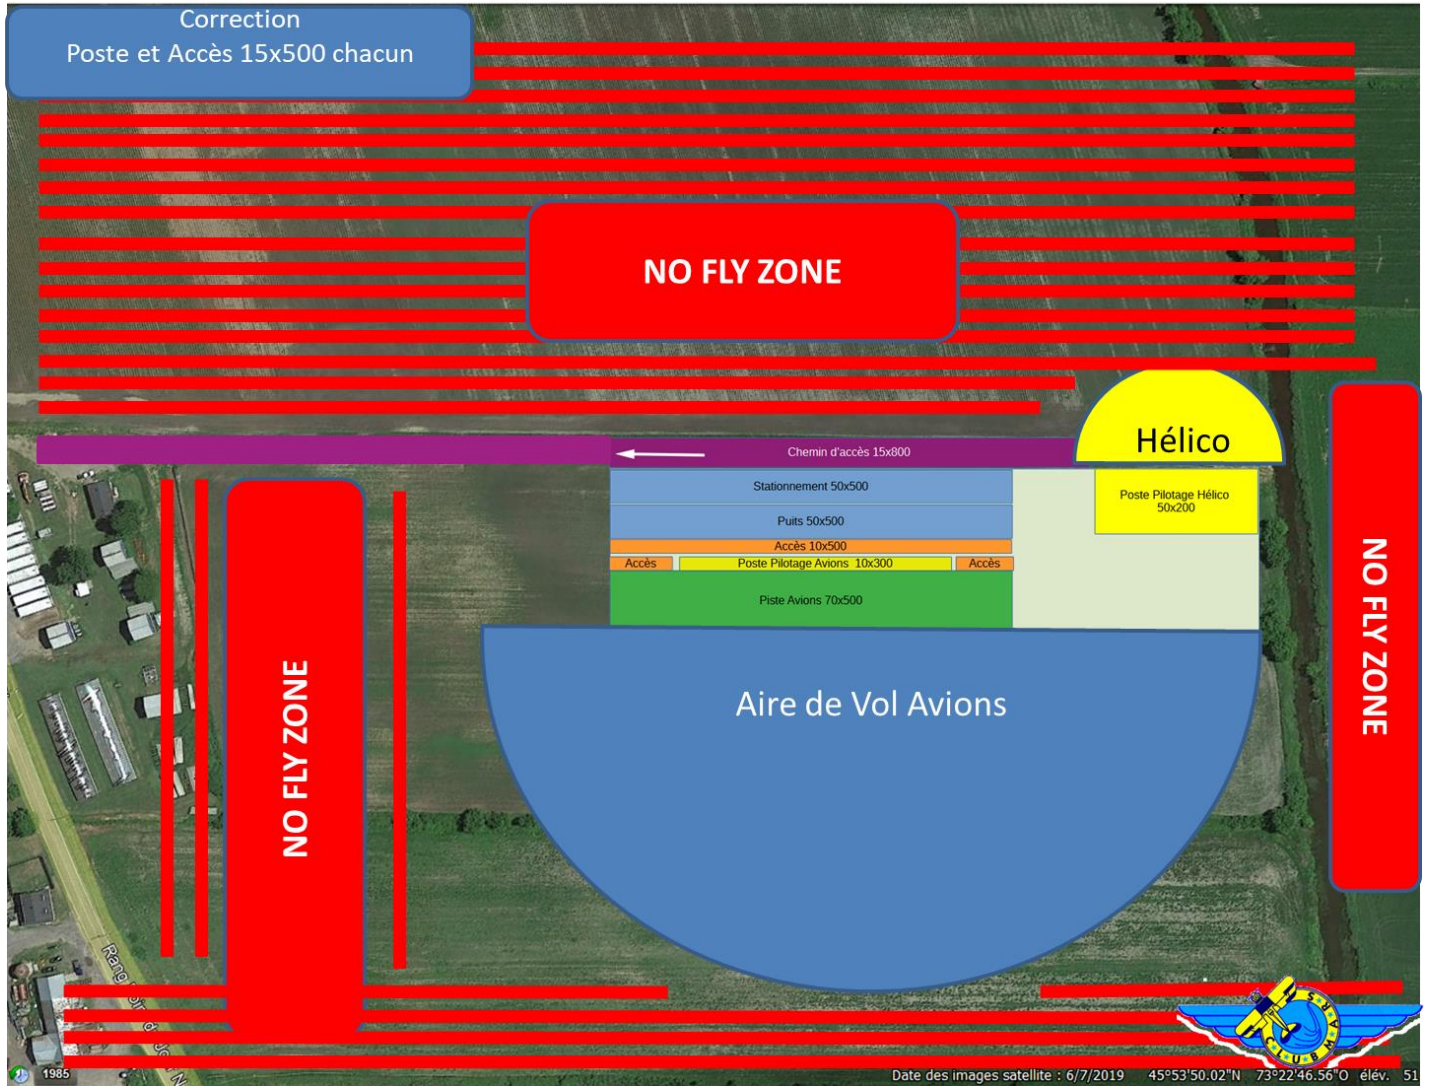 Correction
Poste et Accès 15x500 chacun
NO FLY ZONE
Hélico
Chemin d'accès 15x800
Stationnement 50x500
Poste Pilotage Hélico
50x200
Puits 50x500
Accès 10x500
Accès
Poste Pilotage Avions 10x300
Accès
Piste Avions 70x500
NO FLY ZONE
NO FLY ZONE
Aire de Vol Avions
Rang
CLUB MARS
1985
Date des images satellite : 6/7/2019 45°53'50.02"N 73°22'46.56"O élév. 51